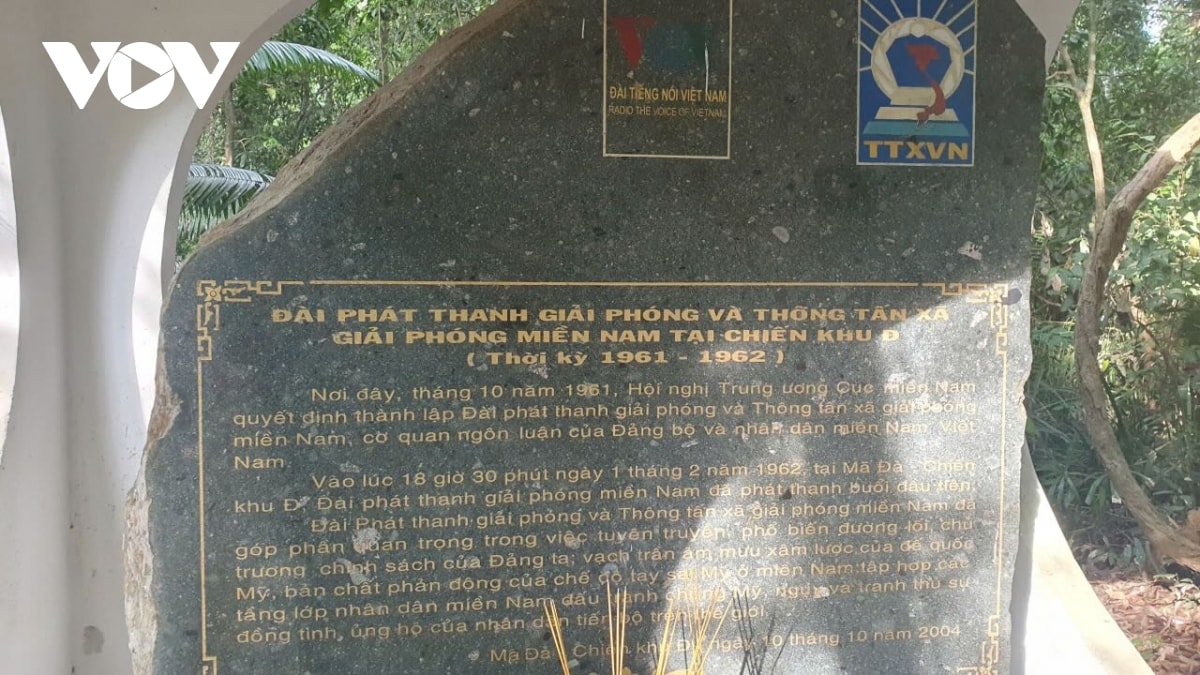 VOV
VOV
ĐÀI TIẾNG NÓI VIỆT NAM
RADIO THE VOICE OF VIETNAM
TTXVN
ĐÀI PHÁT THANH GIẢI PHÓNG VÀ THÔNG TẤN XÃ
GIẢI PHÓNG MIỀN NAM TẠI CHIẾN KHU Đ
( Thời kỳ 1961 - 1962 )
Nơi đây, tháng 10 năm 1961, Hội nghị Trung ương Cục miền Nam
quyết định thành lập Đài phát thanh giải phóng và Thông tấn xã giải phóng
miền Nam, cơ quan ngôn luận của Đảng bộ và nhân dân miền Nam Việt
Nam.
Vào lúc 18 giờ 30 phút ngày 1 tháng 2 năm 1962, tại Mã Đà - Chiến
khu Đ, Đài phát thanh giải phóng miền Nam đã phát thanh buổi đầu tiên.
Đài Phát thanh giải phóng và Thông tấn xã giải phóng miền Nam đã
góp phần quan trọng trong việc tuyên truyền, phổ biến đường lối, chủ
trương chính sách của Đảng ta; vạch trần âm mưu xâm lược của đế quốc
Mỹ, bản chất phản động của chế độ tay sai Mỹ ở miền Nam; tập hợp các
tầng lớp nhân dân miền Nam đấu tranh chống Mỹ, ngụy và tranh thủ sự
đồng tình, ủng hộ của nhân dân tiến bộ trên thế giới.
Mã Đà - Chiến khu Đ, ngày 10 tháng 10 năm 2004